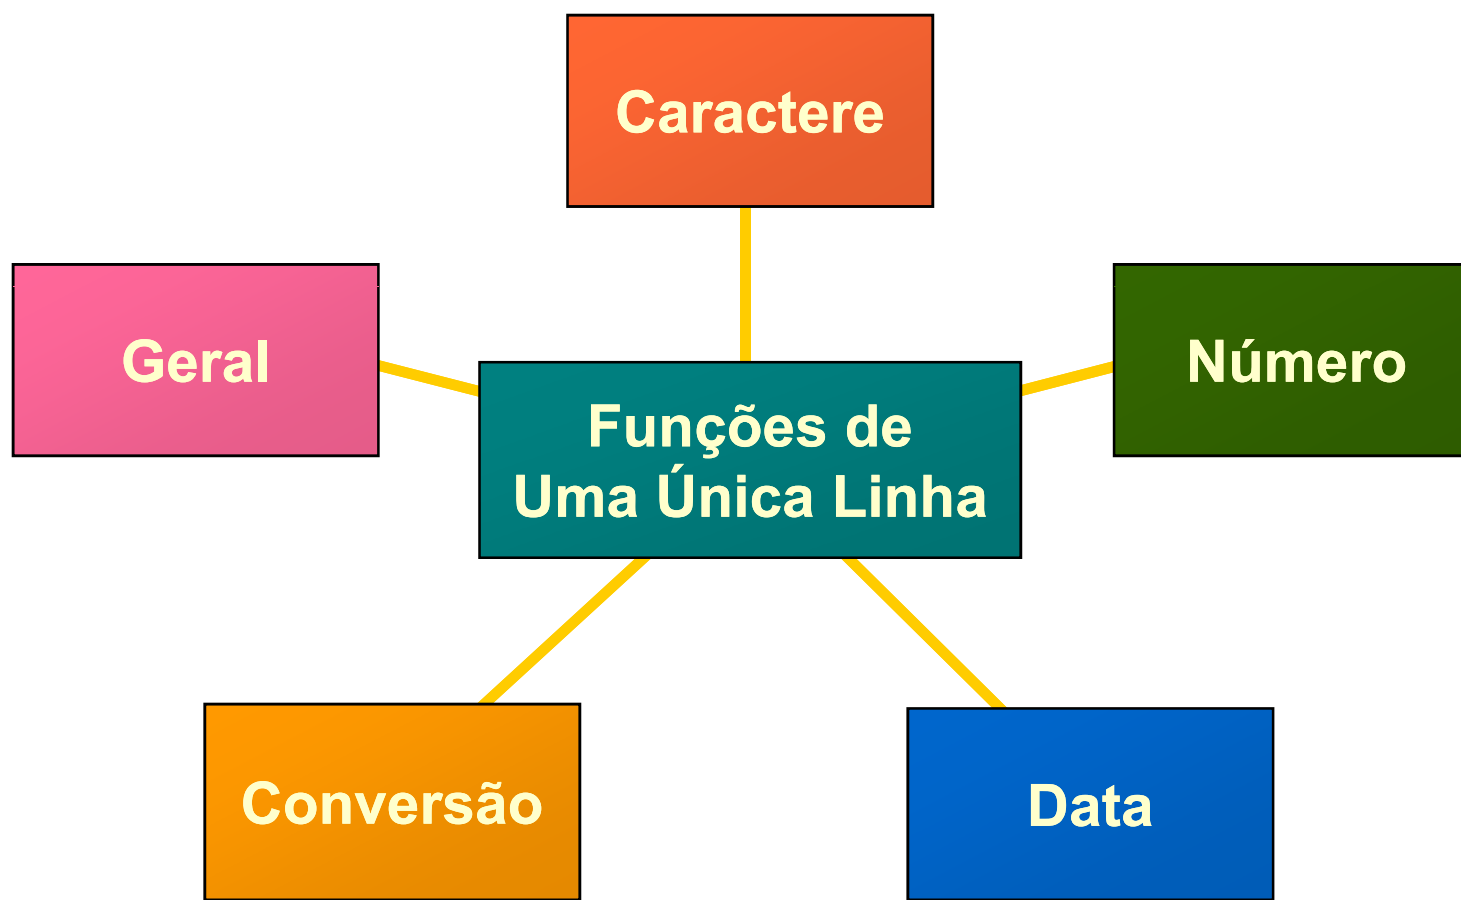 Caractere
Geral
Número
Funções de
Uma Única Linha
Conversão
Data